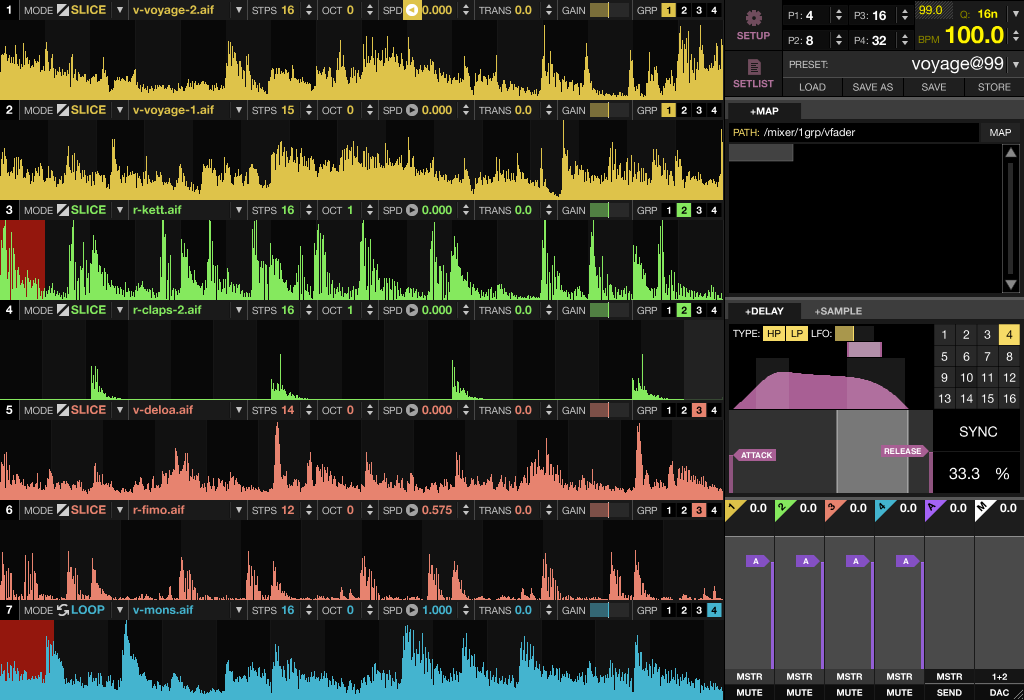 1 MODE SLICE v-voyage-2.aif STPS 16 OCT 0 SPD 0.000 TRANS 0.0 GAIN GRP 1 2 3 4
2 MODE SLICE v-voyage-1.aif STPS 15 OCT 0 SPD 0.000 TRANS 0.0 GAIN GRP 1 2 3 4
3 MODE SLICE r-kett.aif STPS 16 OCT 1 SPD 0.000 TRANS 0.0 GAIN GRP 1 2 3 4
4 MODE SLICE r-claps-2.aif STPS 16 OCT 1 SPD 0.000 TRANS 0.0 GAIN GRP 1 2 3 4
5 MODE SLICE v-deloa.aif STPS 14 OCT 0 SPD 0.000 TRANS 0.0 GAIN GRP 1 2 3 4
6 MODE SLICE r-fimo.aif STPS 12 OCT 0 SPD 0.575 TRANS 0.0 GAIN GRP 1 2 3 4
7 MODE LOOP v-mons.aif STPS 16 OCT 0 SPD 1.000 TRANS 0.0 GAIN GRP 1 2 3 4
SETUP
P1: 4 P3: 16 99.0 Q: 16n
P2: 8 P4: 32 BPM 100.0
SETLIST
PRESET: voyage@99
LOAD SAVE AS SAVE STORE
+MAP
PATH: /mixer/1grp/vfader MAP
+DELAY +SAMPLE
TYPE: HP LP LFO:
1 2 3 4
5 6 7 8
9 10 11 12
13 14 15 16
ATTACK RELEASE
SYNC
33.3 %
1 0.0 2 0.0 3 0.0 4 0.0 A 0.0 M 0.0
A A A A
MSTR MSTR MSTR MSTR MSTR 1+2
MUTE MUTE MUTE MUTE SEND DAC